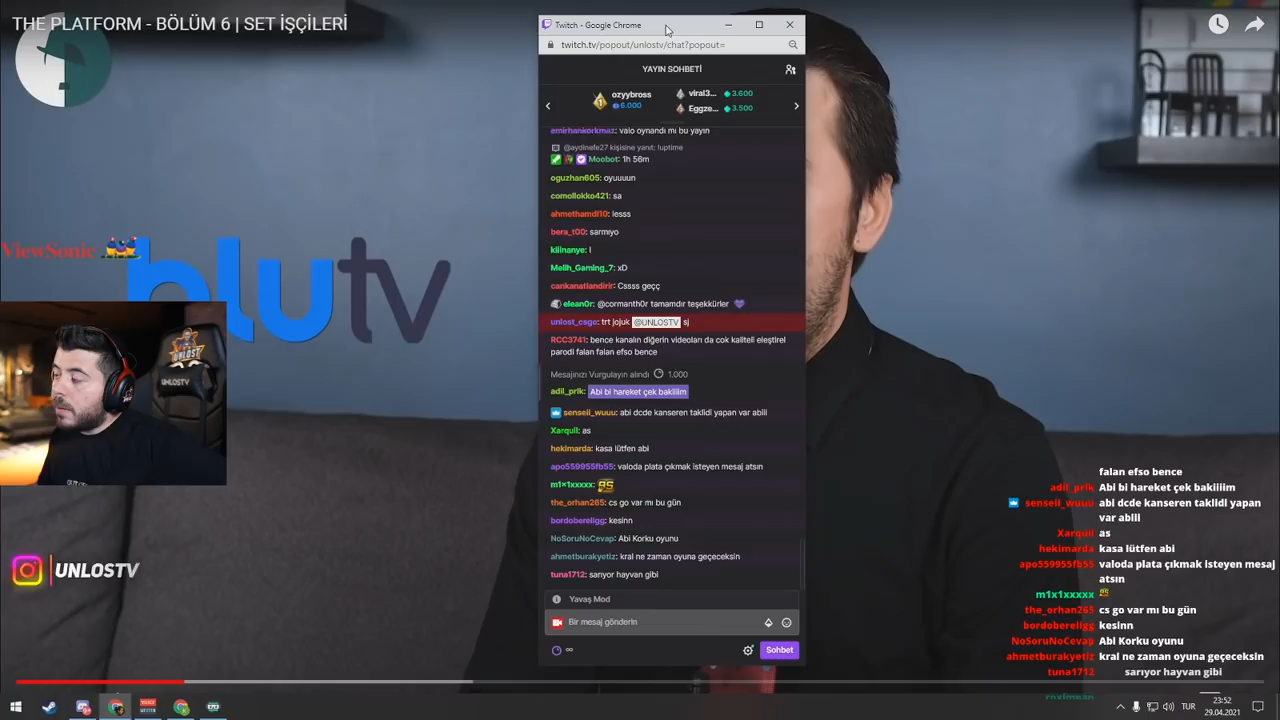 THE PLATFORM - BÖLÜM 6 | SET İŞÇİLERİ
Twitch - Google Chrome
twitch.tv/popout/unlostv/chat?popout=
YAYIN SOHBETİ
ozyybross
6.000
viral3... 3.600
Eggze... 3.500
emirhankorkmaz: valo oynandı mı bu yayın
@aydinefe27 kişisine yanıt: !uptime
Moobot: 1h 56m
oguzhan605: oyuuuun
comollokko421: sa
ahmethamdi10: lesss
bera_t00: sarmıyo
kiilnanye: l
Melih_Gaming_7: xD
cankanatlandirir: Cssss geçç
elean0r: @cormanth0r tamamdır teşekkürler
unlost_csgo: trt jojuk @UNLOSTV sj
RCC3741: bence kanalın diğerin videoları da cok kaliteli eleştirel
parodi falan falan efso bence
Mesajınızı Vurgulayın alındı 1.000
adil_pr!k: Abi bi hareket çek bakiliim
senseii_wuuu: abi dcde kanseren taklidi yapan var abiii
Xarqull: as
hekimarda: kasa lütfen abi
apo559955fb55: valoda plata çıkmak isteyen mesaj atsın
m1x1xxxxx:
the_orhan265: cs go var mı bu gün
bordobereligg: kesinn
NoSoruNoCevap: Abi Korku oyunu
ahmetburakyetiz: kral ne zaman oyuna geçeceksin
tuna1712: sarıyor hayvan gibi
Yavaş Mod
Bir mesaj gönderin
Sohbet
ViewSonic
blutv
UNLOST
UNLOSTV
UNLOSTV
falan efso bence
adil_pr!k Abi bi hareket çek bakiliim
senseii_wuuu abi dcde kanseren taklidi yapan
var abiii
Xarqull as
hekimarda kasa lütfen abi
apo559955fb55 valoda plata çıkmak isteyen mesaj
atsın
m1x1xxxxx
the_orhan265 cs go var mı bu gün
bordobereligg kesinn
NoSoruNoCevap Abi Korku oyunu
ahmetburakyetiz kral ne zaman oyuna geçeceksin
tuna1712 sarıyor hayvan gibi
TUR
23:52
29.04.2021